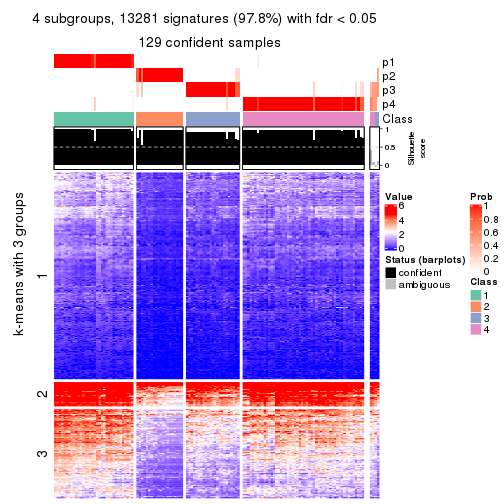 4 subgroups, 13281 signatures (97.8%) with fdr < 0.05
129 confident samples
p1
p2
p3
p4
Class
1
0.5
0
Silhouette
score
k-means with 3 groups
1
2
3
Value
6
4
2
0
Status (barplots)
confident
ambiguous
Prob
1
0.8
0.6
0.4
0.2
0
Class
1
2
3
4